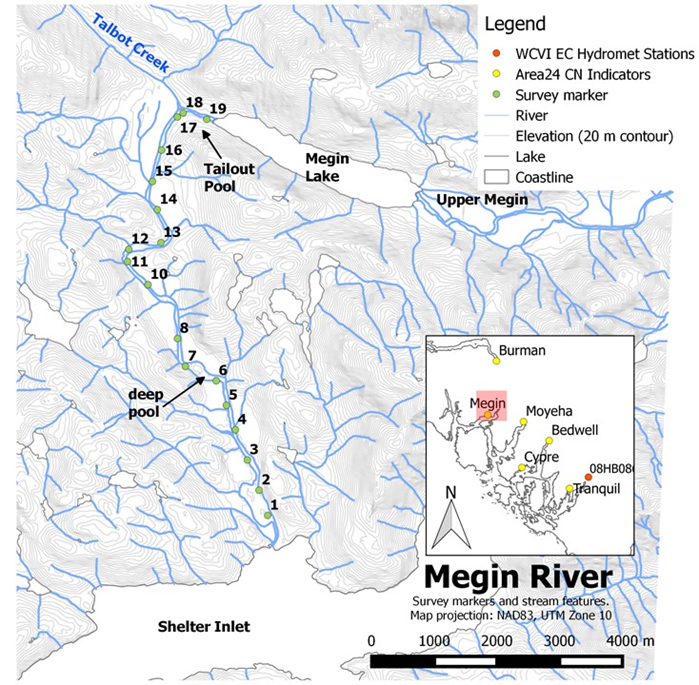 Talbot Creek
18
19
17
16
Tailout
Pool
15
14
13
12
11
10
8
7
6
deep
pool
5
4
3
2
1
Megin
Lake
Upper Megin
Shelter Inlet
Legend
WCVI EC Hydromet Stations
Area24 CN Indicators
Survey marker
River
Elevation (20 m contour)
Lake
Coastline
Burman
Megin
Moyeha
Bedwell
Cypre
08HB08
Tranquil
N
Megin River
Survey markers and stream features.
Map projection: NAD83, UTM Zone 10
0 1000 2000 3000 4000 m